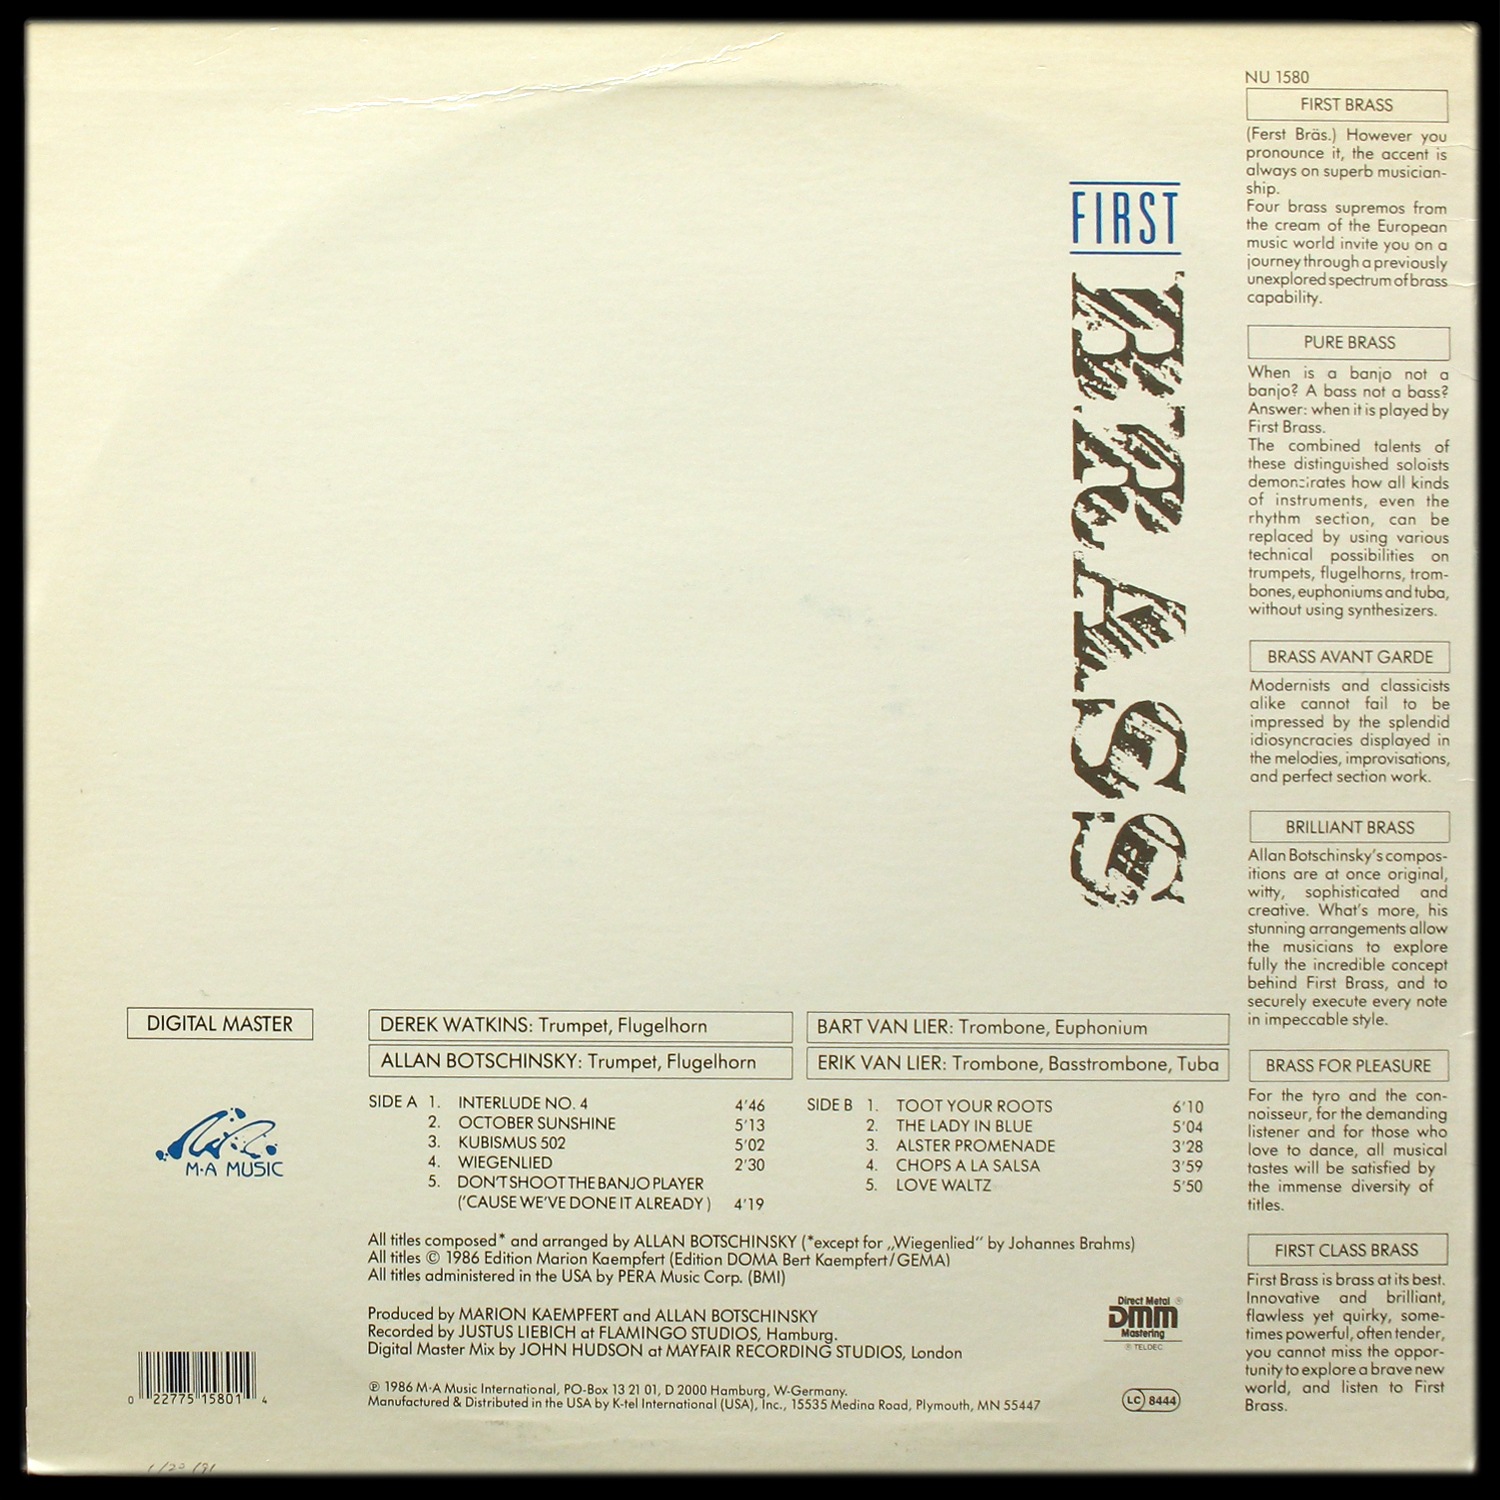 NU 1580
FIRST BRASS
(Ferst Bräs.) However you
pronounce it, the accent is
always on superb musician-
ship.
Four brass supremos from
the cream of the European
music world invite you on a
journey through a previously
unexplored spectrum of brass
capability.
PURE BRASS
When is a banjo not a
banjo? A bass not a bass?
Answer: when it is played by
First Brass.
The combined talents of
these distinguished soloists
demonstrates how all kinds
of instruments, even the
rhythm section, can be
replaced by using various
technical possibilities on
trumpets, flugelhorns, trom-
bones, euphoniums and tuba,
without using synthesizers.
BRASS AVANT GARDE
Modernists and classicists
alike cannot fail to be
impressed by the splendid
idiosyncracies displayed in
the melodies, improvisations,
and perfect section work.
BRILLIANT BRASS
Allan Botschinsky's compos-
itions are at once original,
witty, sophisticated and
creative. What's more, his
stunning arrangements allow
the musicians to explore
fully the incredible concept
behind First Brass, and to
securely execute every note
in impeccable style.
BRASS FOR PLEASURE
For the tyro and the con-
noisseur, for the demanding
listener and for those who
love to dance, all musical
tastes will be satisfied by
the immense diversity of
titles.
FIRST CLASS BRASS
First Brass is brass at its best.
Innovative and brilliant,
flawless yet quirky, some-
times powerful, often tender,
you cannot miss the oppor-
tunity to explore a brave new
world, and listen to First
Brass.
FIRST
BRASS
DIGITAL MASTER
M·A MUSIC
DEREK WATKINS: Trumpet, Flugelhorn
BART VAN LIER: Trombone, Euphonium
ALLAN BOTSCHINSKY: Trumpet, Flugelhorn
ERIK VAN LIER: Trombone, Basstrombone, Tuba
SIDE A 1. INTERLUDE NO. 4 4'46
2. OCTOBER SUNSHINE 5'13
3. KUBISMUS 502 5'02
4. WIEGENLIED 2'30
5. DON'T SHOOT THE BANJO PLAYER
('CAUSE WE'VE DONE IT ALREADY) 4'19
SIDE B 1. TOOT YOUR ROOTS 6'10
2. THE LADY IN BLUE 5'04
3. ALSTER PROMENADE 3'28
4. CHOPS A LA SALSA 3'59
5. LOVE WALTZ 5'50
All titles composed* and arranged by ALLAN BOTSCHINSKY (*except for „Wiegenlied“ by Johannes Brahms)
All titles © 1986 Edition Marion Kaempfert (Edition DOMA Bert Kaempfert/GEMA)
All titles administered in the USA by PERA Music Corp. (BMI)
Produced by MARION KAEMPFERT and ALLAN BOTSCHINSKY
Recorded by JUSTUS LIEBICH at FLAMINGO STUDIOS, Hamburg.
Digital Master Mix by JOHN HUDSON at MAYFAIR RECORDING STUDIOS, London
Direct Metal ®
DMM
Mastering
® TELDEC
℗ 1986 M·A Music International, PO-Box 13 21 01, D 2000 Hamburg, W-Germany.
Manufactured & Distributed in the USA by K-tel International (USA), Inc., 15535 Medina Road, Plymouth, MN 55447
LC 8444
0 22775 15801 4
1/20/91